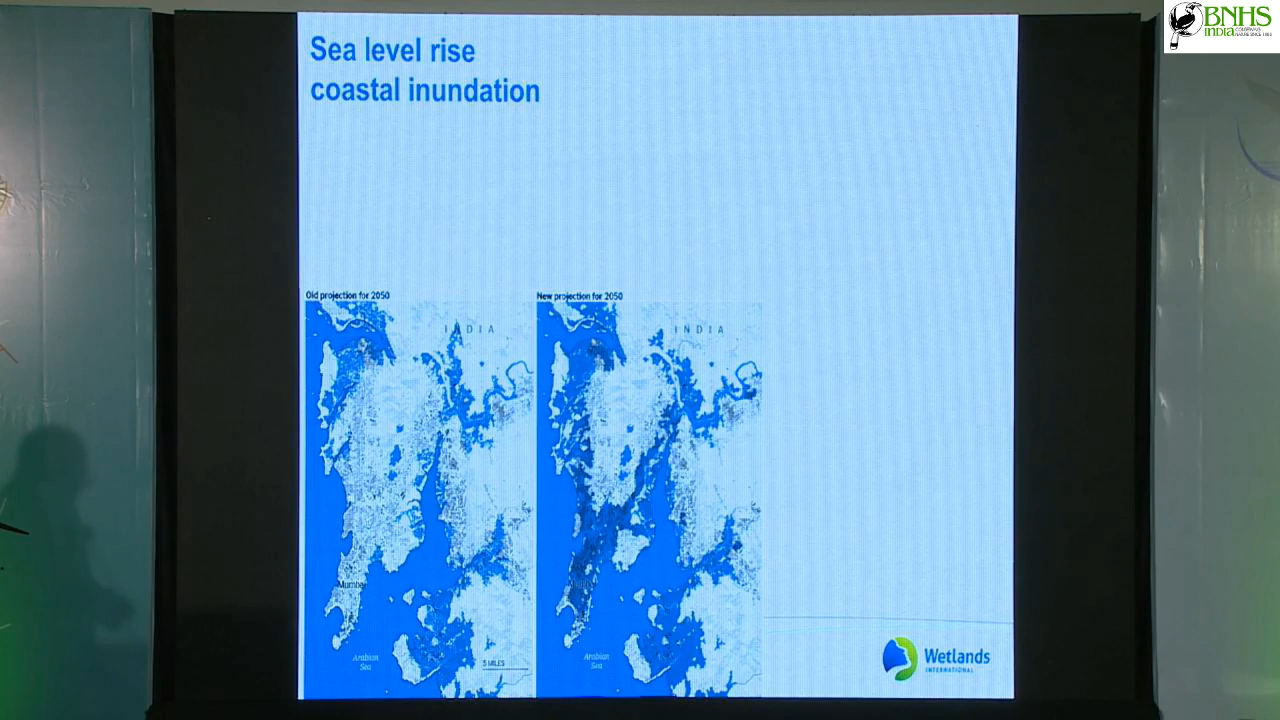 BNHS
INDIA
Sea level rise
coastal inundation
Old projection for 2050
New projection for 2050
INDIA
INDIA
Mumbai
Arabian
Sea
5 MILES
Arabian
Sea
Wetlands
INTERNATIONAL